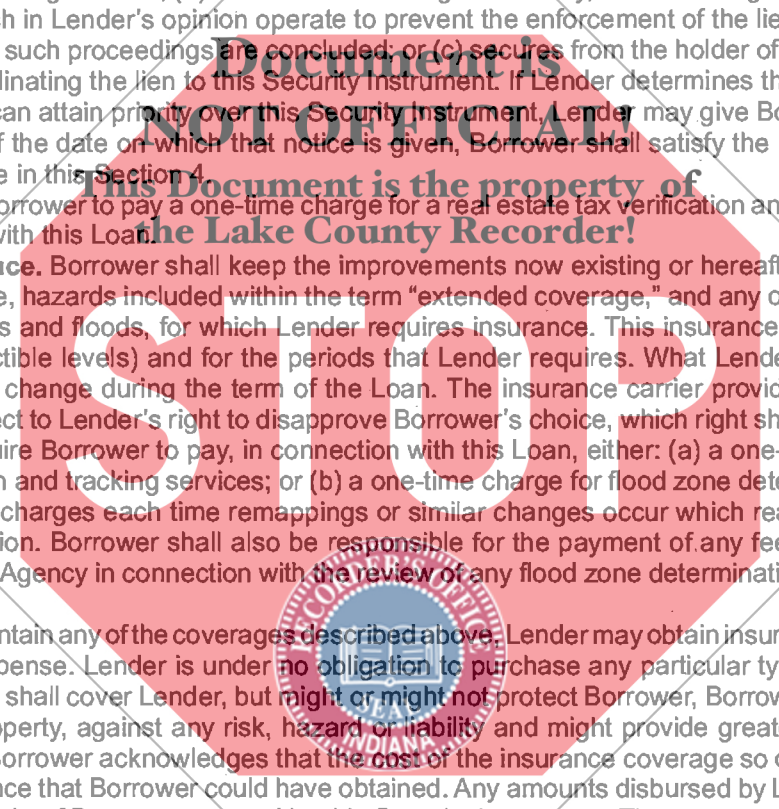 h in Lender's opinion operate to prevent the enforcement of the lie
such proceedings are concluded; or (c) secures from the holder of
Document is
dinating the lien to this Security Instrument. If Lender determines th
can attain priority over this Security Instrument, Lender may give Bo
NOT OFFICIAL!
f the date on which that notice is given, Borrower shall satisfy the
e in this Section 4.
This Document is the property of
orrower to pay a one-time charge for a real estate tax verification an
with this Loan.
the Lake County Recorder!
nce. Borrower shall keep the improvements now existing or hereaft
e, hazards included within the term "extended coverage," and any o
s and floods, for which Lender requires insurance. This insurance
ctible levels) and for the periods that Lender requires. What Lende
change during the term of the Loan. The insurance carrier provid
STOP
ect to Lender's right to disapprove Borrower's choice, which right sh
uire Borrower to pay, in connection with this Loan, either: (a) a one-
n and tracking services; or (b) a one-time charge for flood zone dete
charges each time remappings or similar changes occur which rea
ion. Borrower shall also be responsible for the payment of any fee
Agency in connection with the review of any flood zone determinati
RECORDER'S OFFICE
SEAL
INDIANA
ntain any of the coverages described above, Lender may obtain insur
pense. Lender is under no obligation to purchase any particular ty
shall cover Lender, but might or might not protect Borrower, Borrow
operty, against any risk, hazard or liability and might provide great
Borrower acknowledges that the cost of the insurance coverage so o
nce that Borrower could have obtained. Any amounts disbursed by L